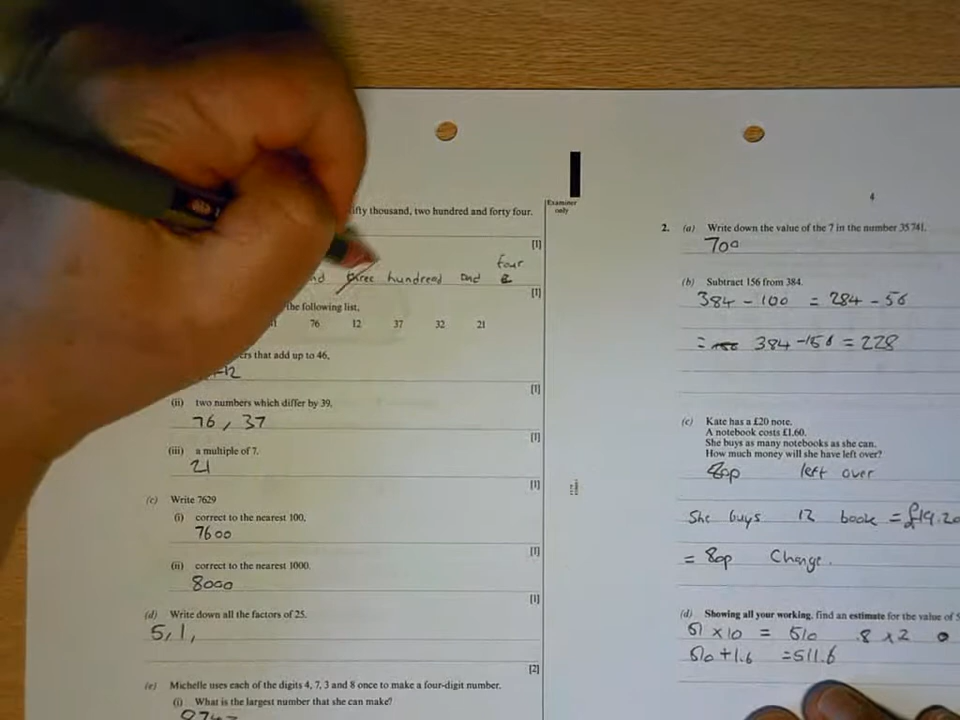 ifty thousand, two hundred and forty four.
Examiner
only
[1]
four
nd three hundred and
[1]
the following list,
76 12 37 32 21
ers that add up to 46,
+12
[1]
(ii) two numbers which differ by 39,
76, 37
[1]
(iii) a multiple of 7.
21
[1]
(c) Write 7629
(i) correct to the nearest 100,
7600
[1]
(ii) correct to the nearest 1000.
8000
[1]
(d) Write down all the factors of 25.
5, 1,
[2]
(e) Michelle uses each of the digits 4, 7, 3 and 8 once to make a four-digit number.
(i) What is the largest number that she can make?
4
2. (a) Write down the value of the 7 in the number 35 741.
700
(b) Subtract 156 from 384.
384 - 100 = 284 - 56
= 384 - 156 = 228
(c) Kate has a £20 note.
A notebook costs £1.60.
She buys as many notebooks as she can.
How much money will she have left over?
80p left over
She buys 12 book = £19.20
= 80p Change.
(d) Showing all your working, find an estimate for the value of 5
51 x 10 = 510 .8 x 2
510 + 1.6 = 511.6